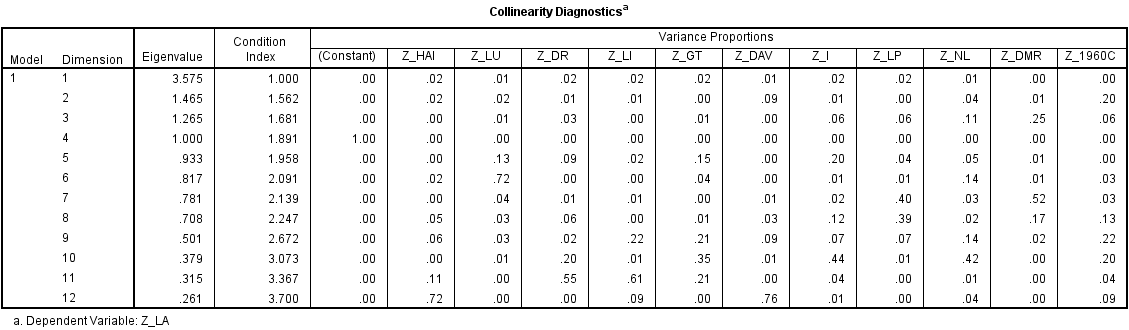 Collinearity Diagnosticsa
Model Dimension Eigenvalue Condition Index Variance Proportions
(Constant) Z_HAI Z_LU Z_DR Z_LI Z_GT Z_DAV Z_I Z_LP Z_NL Z_DMR Z_1960C
1 1 3.575 1.000 .00 .02 .01 .02 .02 .02 .01 .02 .02 .01 .00 .00
2 1.465 1.562 .00 .02 .02 .01 .01 .00 .09 .01 .00 .04 .01 .20
3 1.265 1.681 .00 .00 .01 .03 .00 .01 .00 .06 .06 .11 .25 .06
4 1.000 1.891 1.00 .00 .00 .00 .00 .00 .00 .00 .00 .00 .00 .00
5 .933 1.958 .00 .00 .13 .09 .02 .15 .00 .20 .04 .05 .01 .00
6 .817 2.091 .00 .02 .72 .00 .00 .04 .00 .01 .01 .14 .01 .03
7 .781 2.139 .00 .00 .04 .01 .01 .00 .01 .02 .40 .03 .52 .03
8 .708 2.247 .00 .05 .03 .06 .00 .01 .03 .12 .39 .02 .17 .13
9 .501 2.672 .00 .06 .03 .02 .22 .21 .09 .07 .07 .14 .02 .22
10 .379 3.073 .00 .00 .01 .20 .01 .35 .01 .44 .01 .42 .00 .20
11 .315 3.367 .00 .11 .00 .55 .61 .21 .00 .04 .00 .01 .00 .04
12 .261 3.700 .00 .72 .00 .00 .09 .00 .76 .01 .00 .04 .00 .09
a. Dependent Variable: Z_LA